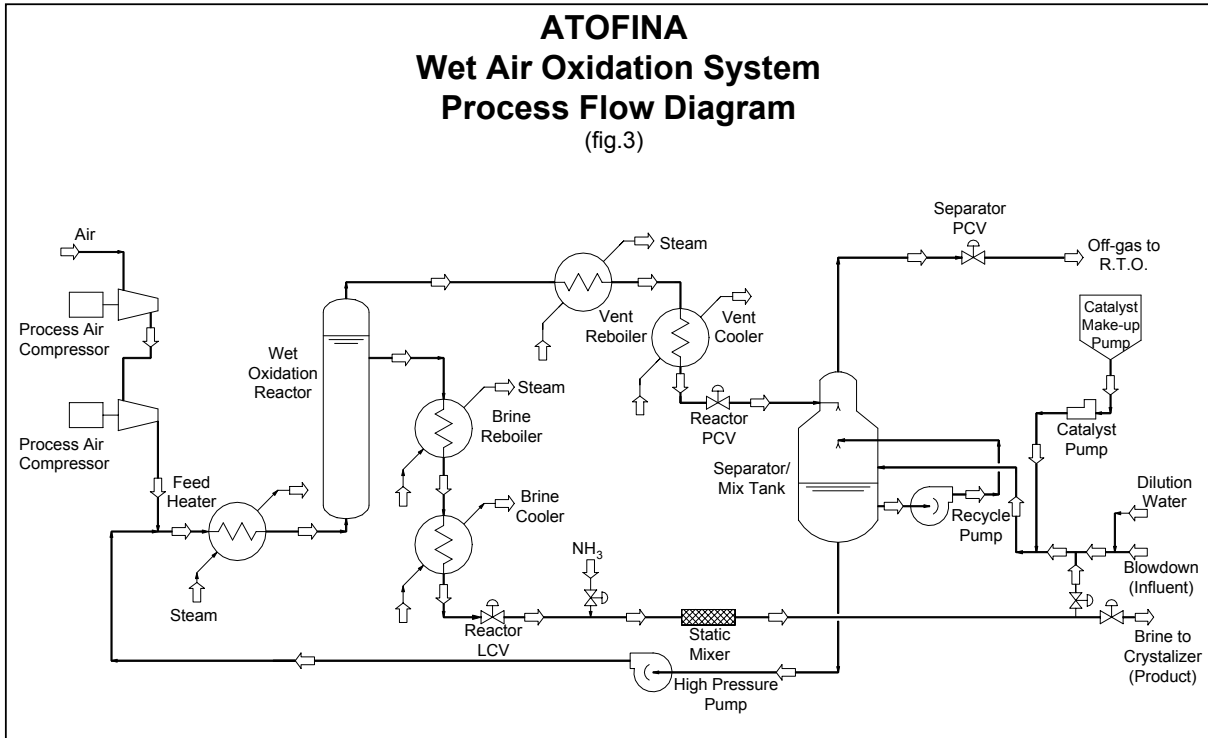 ATOFINA
Wet Air Oxidation System
Process Flow Diagram
(fig.3)
Separator
PCV
Air
Steam
Off-gas to
R.T.O.
Process Air
Compressor
Vent
Reboiler
Vent
Cooler
Catalyst
Make-up
Pump
Wet
Oxidation
Reactor
Steam
Brine
Reboiler
Reactor
PCV
Catalyst
Pump
Process Air
Compressor
Separator/
Mix Tank
Feed
Heater
Brine
Cooler
Recycle
Pump
Dilution
Water
NH3
Blowdown
(Influent)
Steam
Reactor
LCV
Static
Mixer
Brine to
Crystalizer
(Product)
High Pressure
Pump